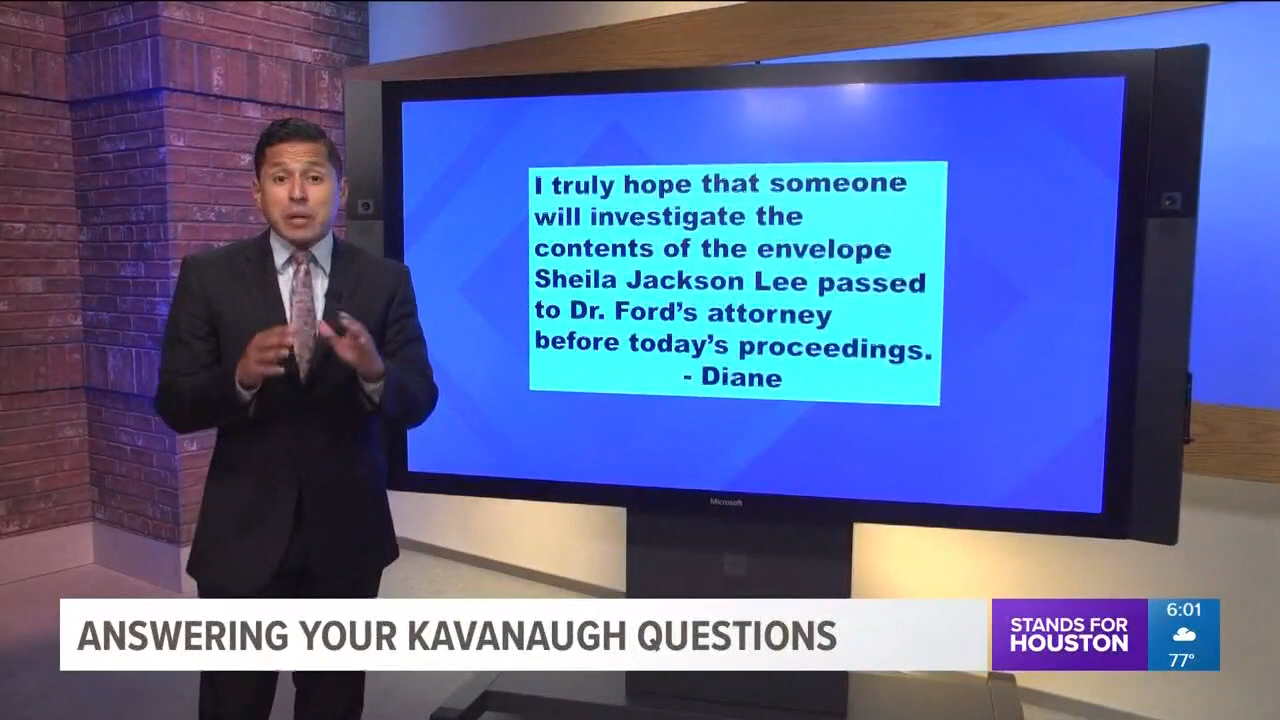 I truly hope that someone
will investigate the
contents of the envelope
Sheila Jackson Lee passed
to Dr. Ford's attorney
before today's proceedings.
- Diane
Microsoft
ANSWERING YOUR KAVANAUGH QUESTIONS
STANDS FOR
HOUSTON
6:01
77°